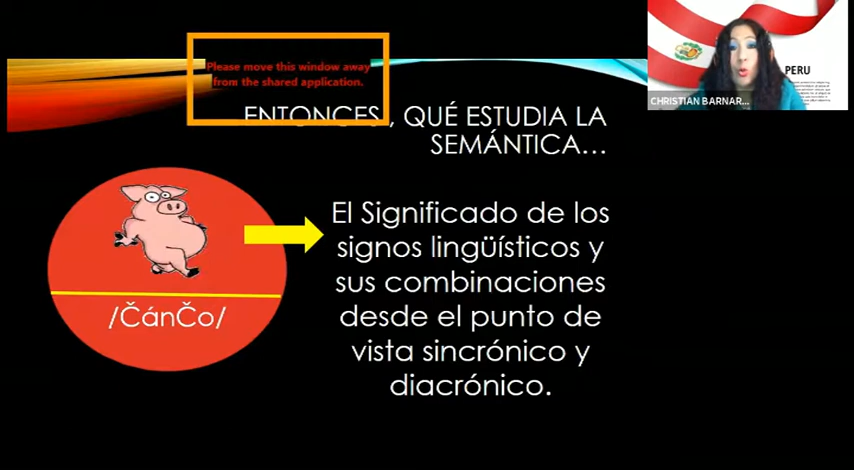 Please move this window away
from the shared application.
ENTONCES , QUÉ ESTUDIA LA
SEMÁNTICA...
El Significado de los
signos lingüísticos y
sus combinaciones
desde el punto de
vista sincrónico y
diacrónico.
/ČánČo/
PERU
CHRISTIAN BARNAR...